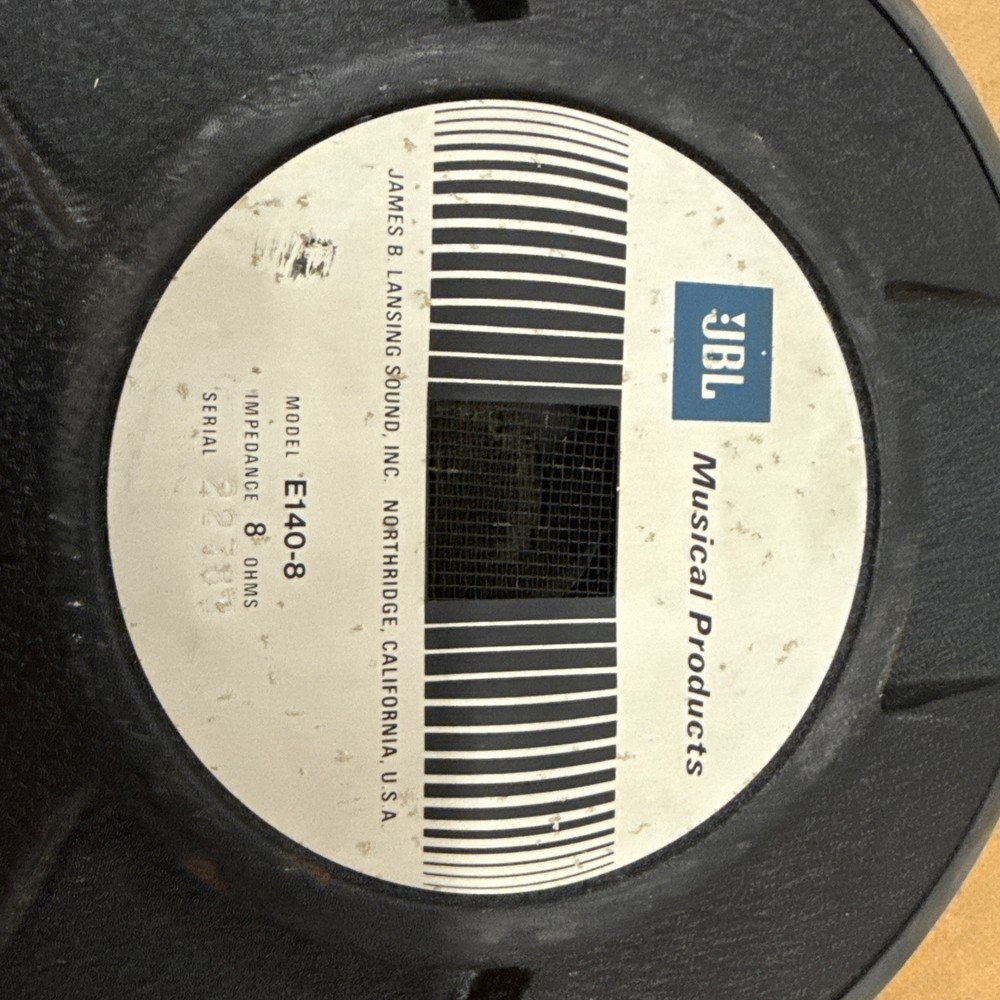 JBL Musical Products
JAMES B. LANSING SOUND, INC. NORTHRIDGE, CALIFORNIA, U.S.A.
MODEL E140-8
IMPEDANCE 8 OHMS
SERIAL